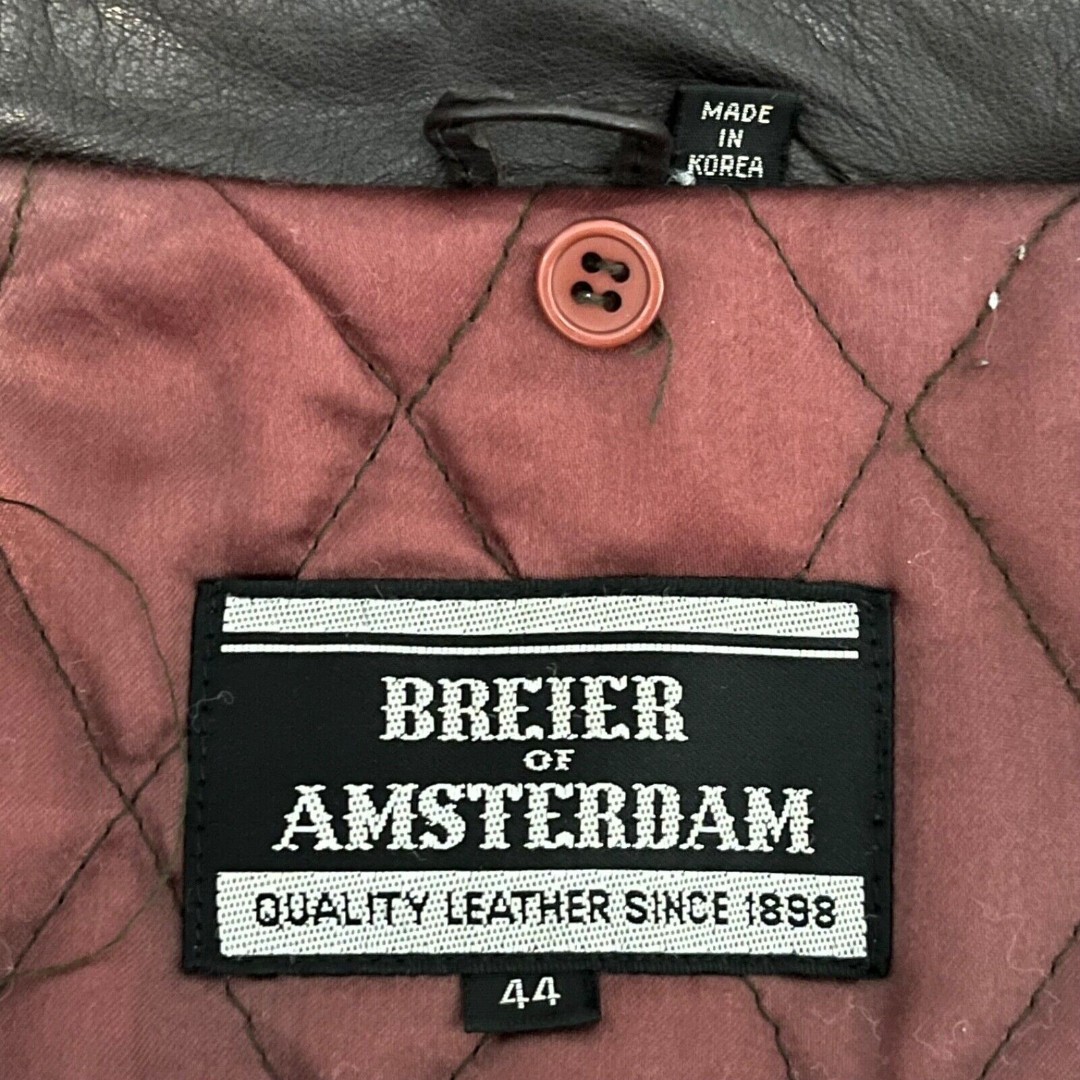 MADE
IN
KOREA
BREIER
OF
AMSTERDAM
QUALITY LEATHER SINCE 1898
44